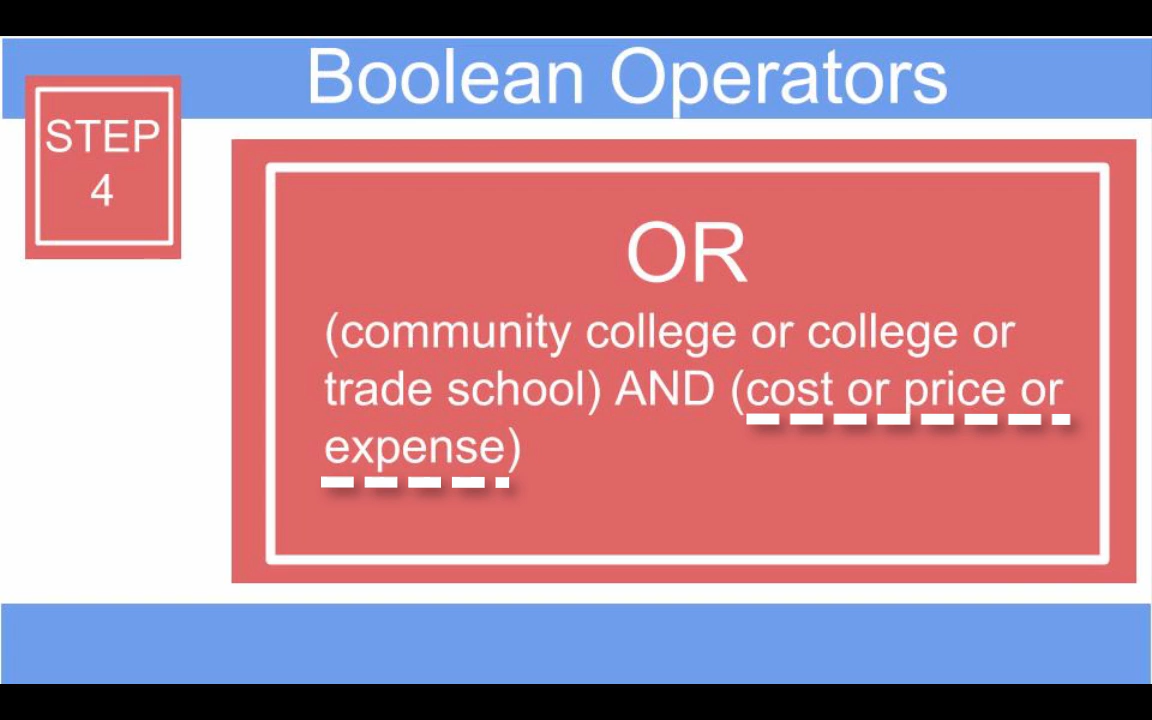 Boolean Operators
STEP
4
OR
(community college or college or
trade school) AND (cost or price or
expense)